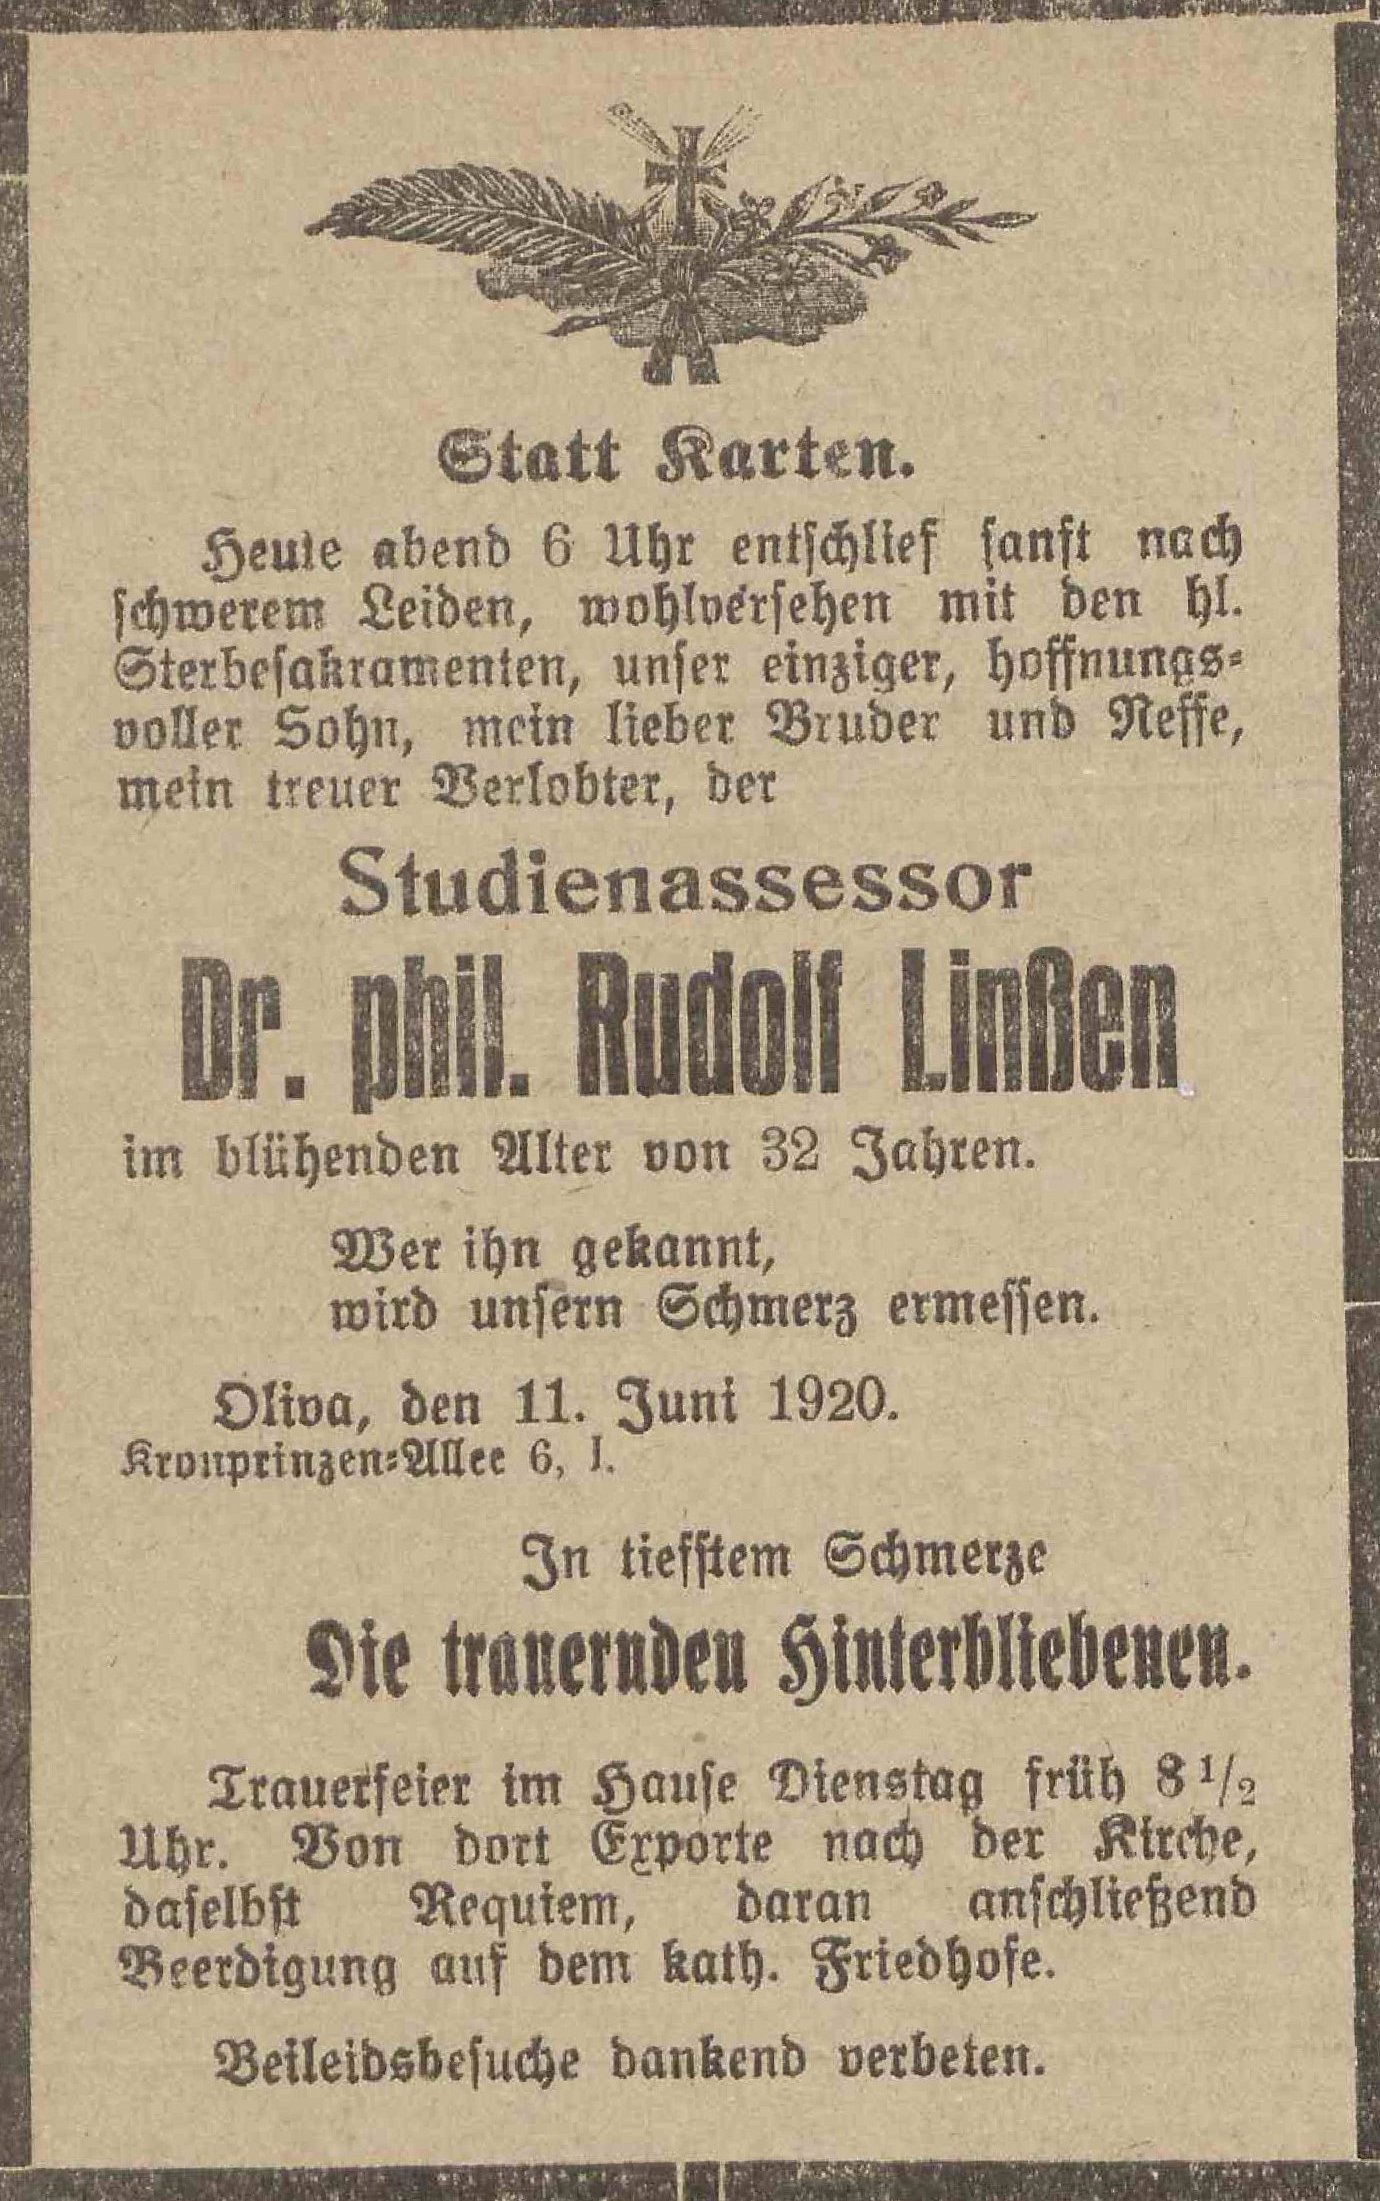 Statt Karten.
Heute abend 6 Uhr entschlief sanft nach
schwerem Leiden, wohlversehen mit den hl.
Sterbesakramenten, unser einziger, hoffnungs-
voller Sohn, mein lieber Bruder und Neffe,
mein treuer Verlobter, der
Studienassessor
Dr. phil. Rudolf Linßen
im blühenden Alter von 32 Jahren.
Wer ihn gekannt,
wird unsern Schmerz ermessen.
Oliva, den 11. Juni 1920.
Kronprinzen-Allee 6, I.
In tiefstem Schmerze
Die trauernden Hinterbliebenen.
Trauerfeier im Hause Dienstag früh 8 1/2
Uhr. Von dort Exporte nach der Kirche,
daselbst Requiem, daran anschließend
Beerdigung auf dem kath. Friedhofe.
Beileidsbesuche dankend verbeten.